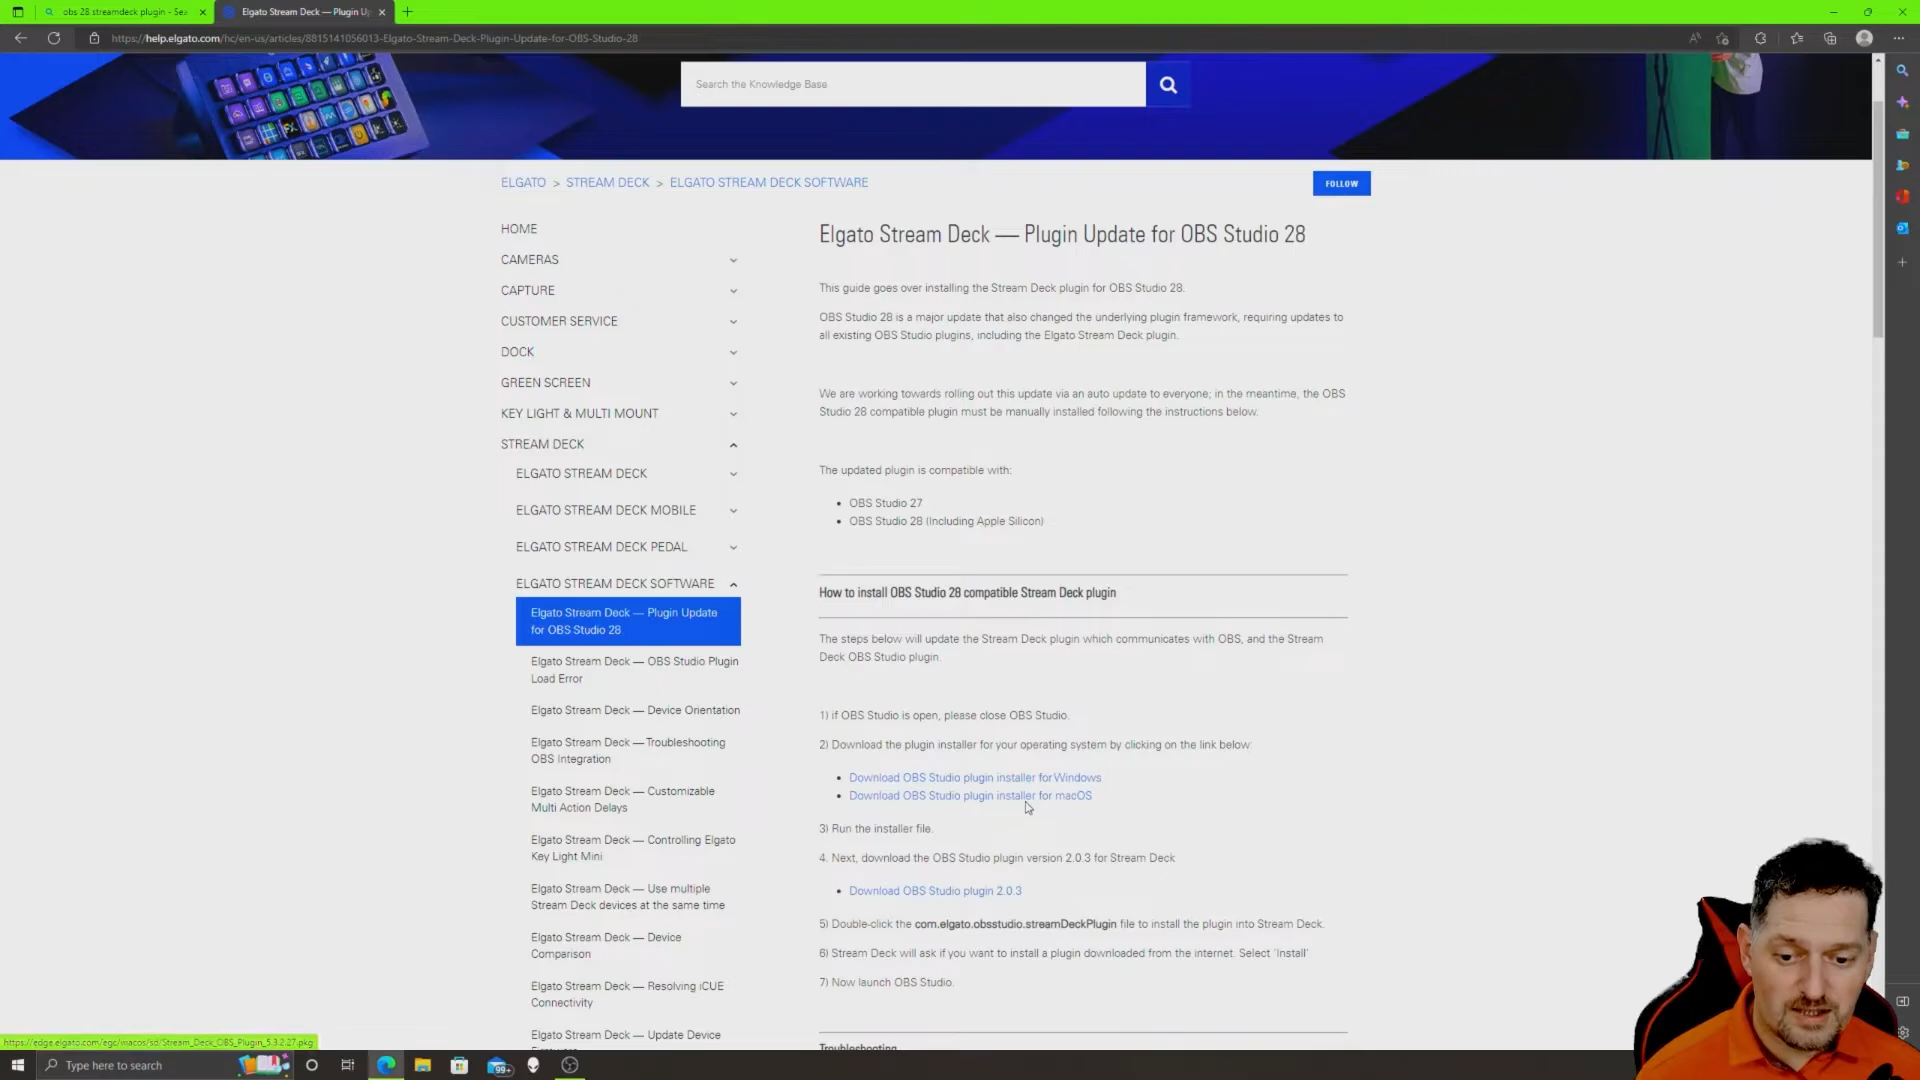 obs 28 streamdeck plugin - Sea
Elgato Stream Deck — Plugin U
https://help.elgato.com/hc/en-us/articles/8815141056013-Elgato-Stream-Deck-Plugin-Update-for-OBS-Studio-28
Search the Knowledge Base
ELGATO > STREAM DECK > ELGATO STREAM DECK SOFTWARE
FOLLOW
HOME
CAMERAS
CAPTURE
CUSTOMER SERVICE
DOCK
GREEN SCREEN
KEY LIGHT & MULTI MOUNT
STREAM DECK
ELGATO STREAM DECK
ELGATO STREAM DECK MOBILE
ELGATO STREAM DECK PEDAL
ELGATO STREAM DECK SOFTWARE
Elgato Stream Deck — Plugin Update
for OBS Studio 28
Elgato Stream Deck — OBS Studio Plugin
Load Error
Elgato Stream Deck — Device Orientation
Elgato Stream Deck — Troubleshooting
OBS Integration
Elgato Stream Deck — Customizable
Multi Action Delays
Elgato Stream Deck — Controlling Elgato
Key Light Mini
Elgato Stream Deck — Use multiple
Stream Deck devices at the same time
Elgato Stream Deck — Device
Comparison
Elgato Stream Deck — Resolving iCUE
Connectivity
Elgato Stream Deck — Update Device
Elgato Stream Deck — Plugin Update for OBS Studio 28
This guide goes over installing the Stream Deck plugin for OBS Studio 28.
OBS Studio 28 is a major update that also changed the underlying plugin framework, requiring updates to
all existing OBS Studio plugins, including the Elgato Stream Deck plugin.
We are working towards rolling out this update via an auto update to everyone; in the meantime, the OBS
Studio 28 compatible plugin must be manually installed following the instructions below.
The updated plugin is compatible with:
• OBS Studio 27
• OBS Studio 28 (Including Apple Silicon)
How to install OBS Studio 28 compatible Stream Deck plugin
The steps below will update the Stream Deck plugin which communicates with OBS, and the Stream
Deck OBS Studio plugin.
1) if OBS Studio is open, please close OBS Studio.
2) Download the plugin installer for your operating system by clicking on the link below:
• Download OBS Studio plugin installer for Windows
• Download OBS Studio plugin installer for macOS
3) Run the installer file.
4. Next, download the OBS Studio plugin version 2.0.3 for Stream Deck
• Download OBS Studio plugin 2.0.3
5) Double-click the com.elgato.obsstudio.streamDeckPlugin file to install the plugin into Stream Deck.
6) Stream Deck will ask if you want to install a plugin downloaded from the internet. Select 'Install'
7) Now launch OBS Studio.
Troubleshooting
https://edge.elgato.com/egc/macos/sd/Stream_Deck_OBS_Plugin_5.3.2.27.pkg
Type here to search
99+